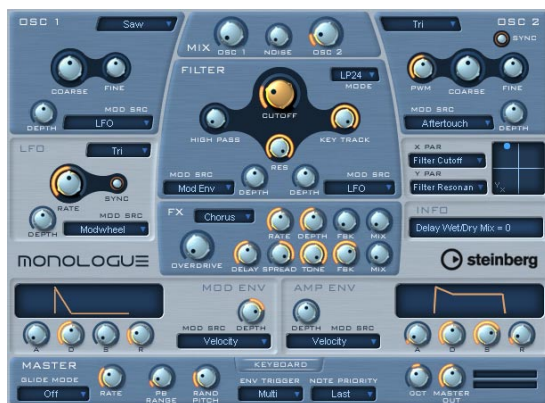 OSC 1
Saw
COARSE
FINE
MOD SRC
DEPTH
LFO
MIX
OSC 1
NOISE
OSC 2
Tri
OSC 2
SYNC
PWM
COARSE
FINE
MOD SRC
Aftertouch
DEPTH
FILTER
LP24
MODE
CUTOFF
HIGH PASS
KEY TRACK
RES
MOD SRC
Mod Env
DEPTH
DEPTH
MOD SRC
LFO
LFO
Tri
RATE
SYNC
DEPTH
MOD SRC
Modwheel
X PAR
Filter Cutoff
Y PAR
Filter Resonan
Y
X
FX
Chorus
RATE
DEPTH
FBK
MIX
OVERDRIVE
DELAY
SPREAD
TONE
FBK
MIX
INFO
Delay Wet/Dry Mix = 0
MONOLOGUE
steinberg
MOD ENV
DEPTH
MOD SRC
Velocity
A
D
S
R
AMP ENV
DEPTH
MOD SRC
Velocity
A
D
S
R
MASTER
KEYBOARD
GLIDE MODE
Off
RATE
PB RANGE
RAND PITCH
ENV TRIGGER
Multi
NOTE PRIORITY
Last
OCT
MASTER OUT